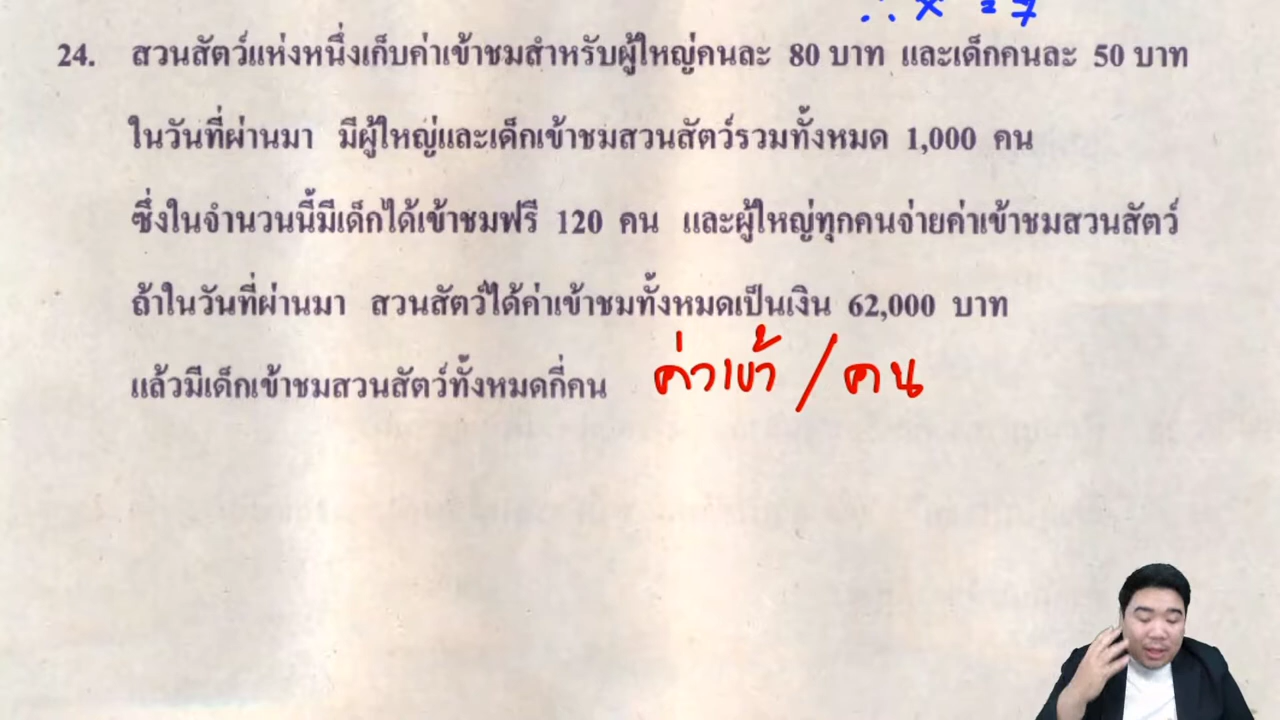 ∴ x = 7
24. สวนสัตว์แห่งหนึ่งเก็บค่าเข้าชมสำหรับผู้ใหญ่คนละ 80 บาท และเด็กคนละ 50 บาท
ในวันที่ผ่านมา มีผู้ใหญ่และเด็กเข้าชมสวนสัตว์รวมทั้งหมด 1,000 คน
ซึ่งในจำนวนนี้มีเด็กได้เข้าชมฟรี 120 คน และผู้ใหญ่ทุกคนจ่ายค่าเข้าชมสวนสัตว์
ถ้าในวันที่ผ่านมา สวนสัตว์ได้ค่าเข้าชมทั้งหมดเป็นเงิน 62,000 บาท
แล้วมีเด็กเข้าชมสวนสัตว์ทั้งหมดกี่คน ค่าเข้า / คน